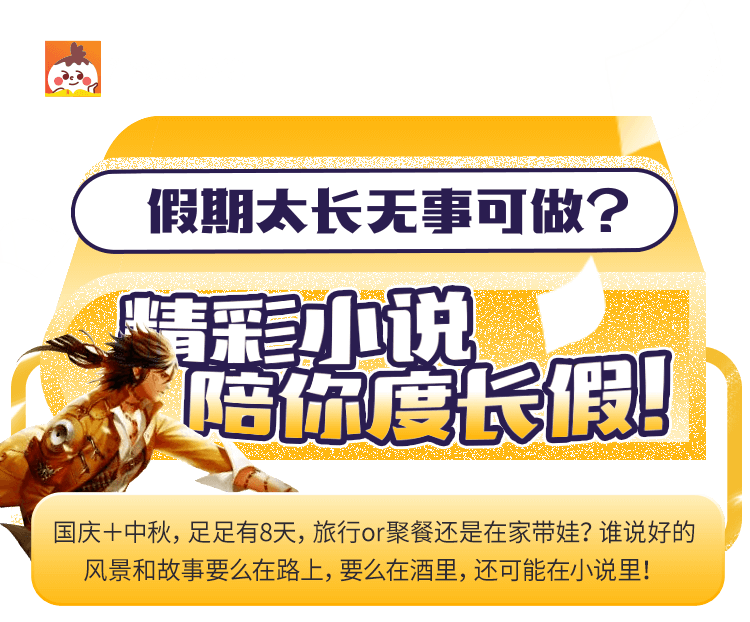 假期太长无事可做？
精彩小说
陪你度长假！
国庆＋中秋，足足有8天，旅行or聚餐还是在家带娃？谁说好的
风景和故事要么在路上，要么在酒里，还可能在小说里！